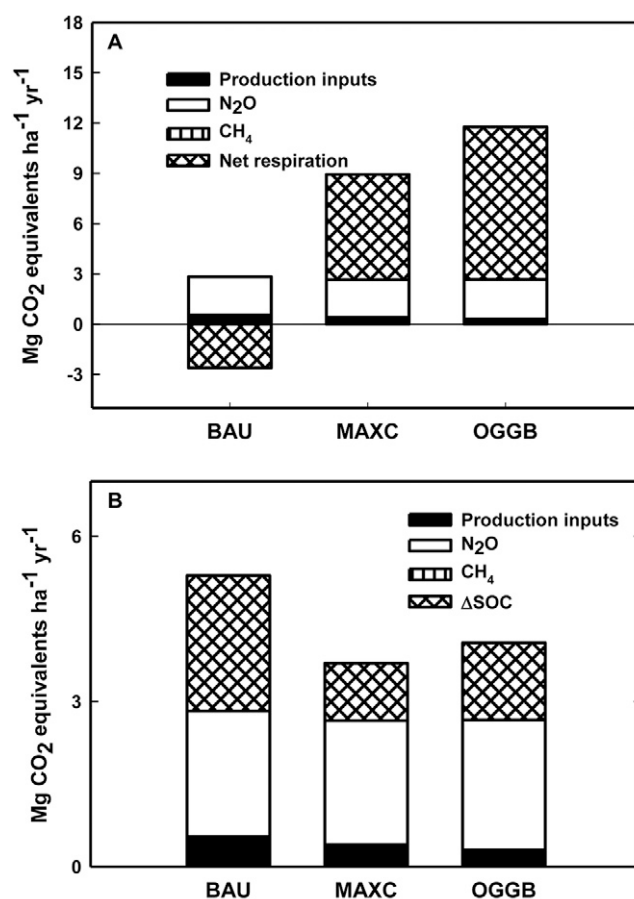 A
18
15
12
9
6
3
0
-3
Mg CO₂ equivalents ha⁻¹ yr⁻¹
Production inputs
N₂O
CH₄
Net respiration
BAU MAXC OGGB
B
6
3
0
Mg CO₂ equivalents ha⁻¹ yr⁻¹
Production inputs
N₂O
CH₄
ΔSOC
BAU MAXC OGGB